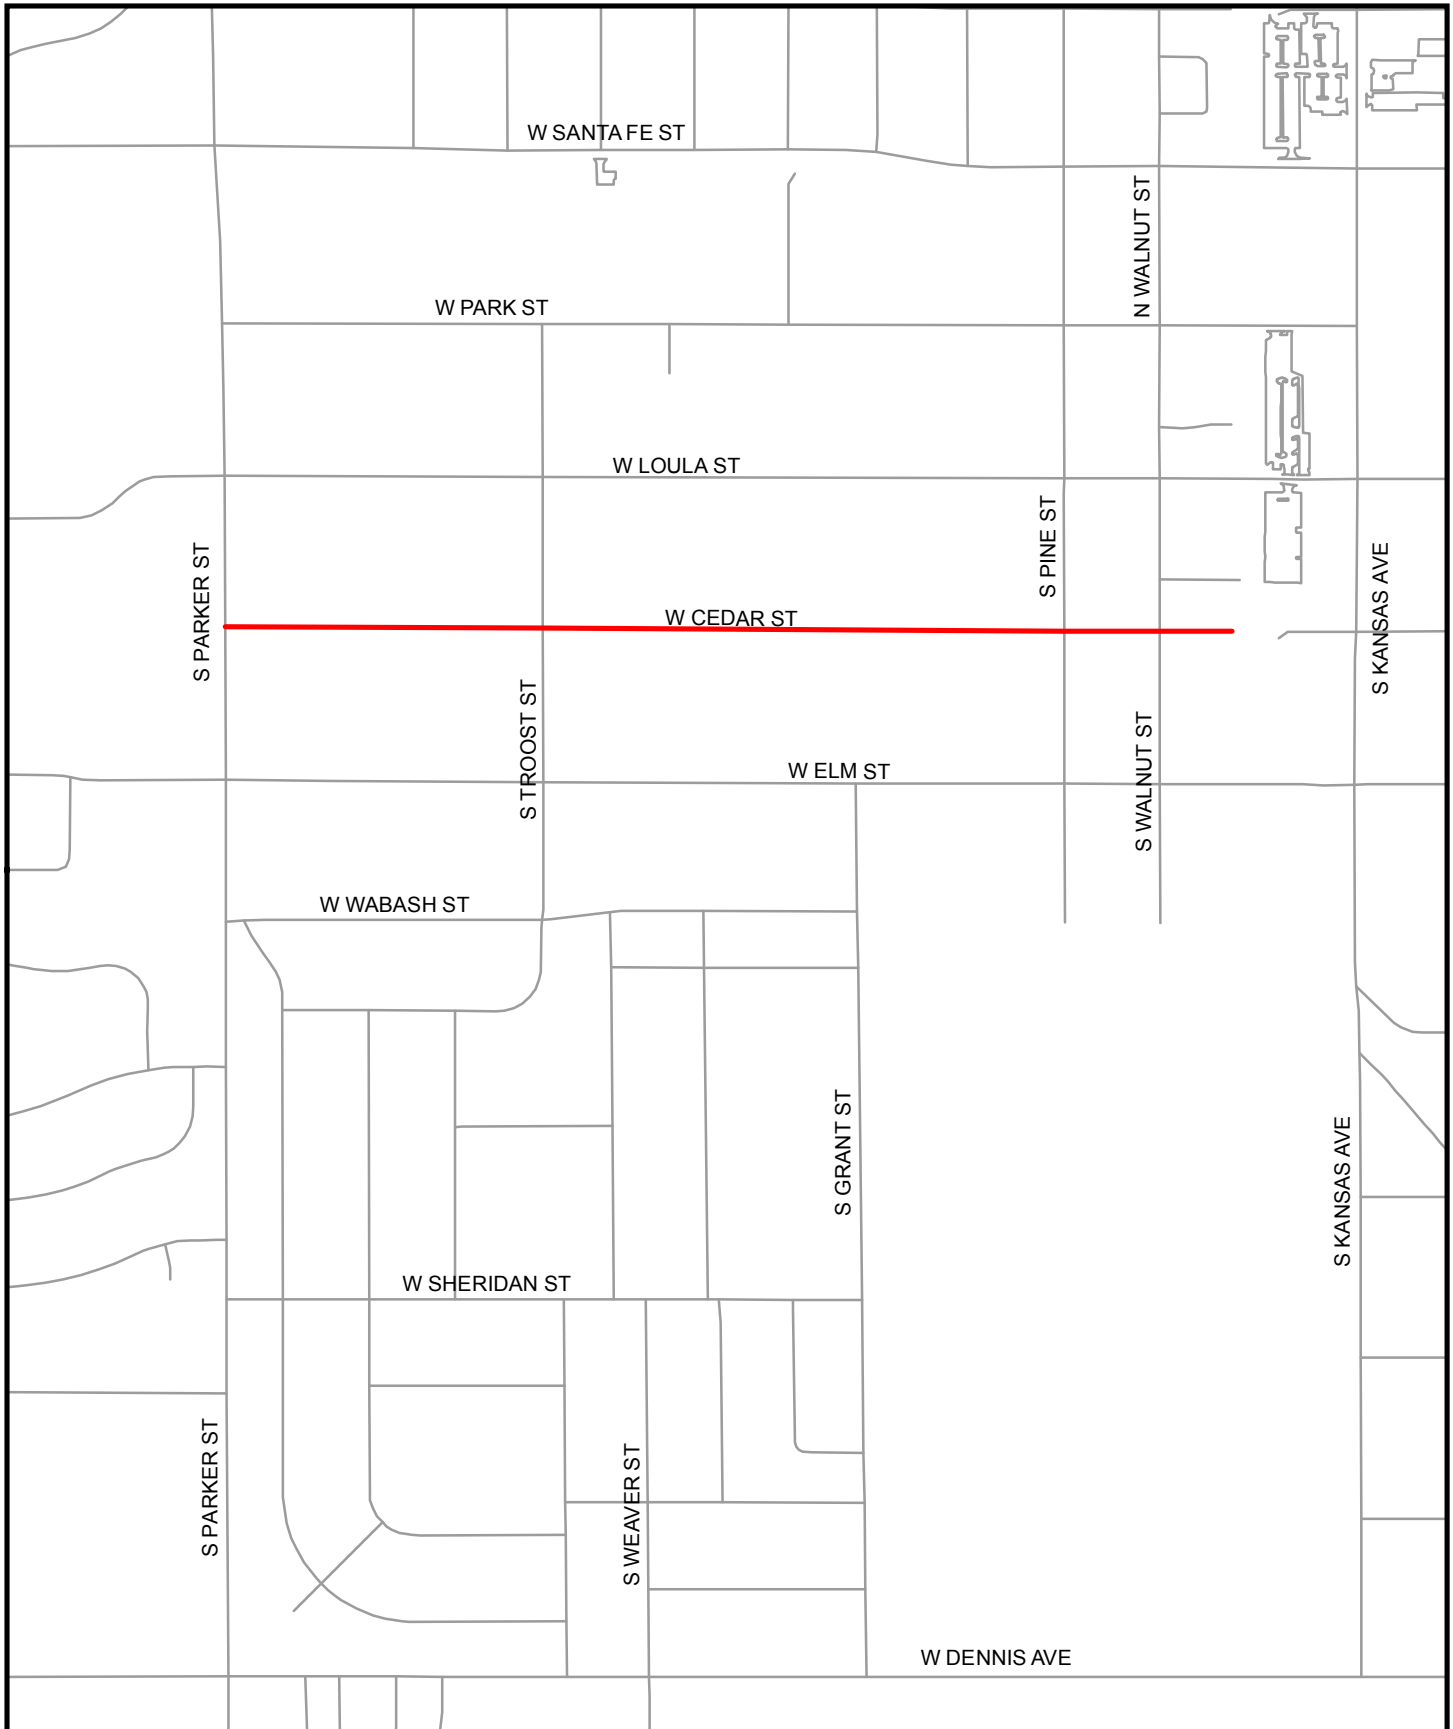 W SANTA FE ST
N WALNUT ST
W PARK ST
W LOULA ST
S PINE ST
S PARKER ST
S KANSAS AVE
W CEDAR ST
S TROOST ST
S WALNUT ST
W ELM ST
W WABASH ST
S GRANT ST
S KANSAS AVE
W SHERIDAN ST
S PARKER ST
S WEAVER ST
W DENNIS AVE